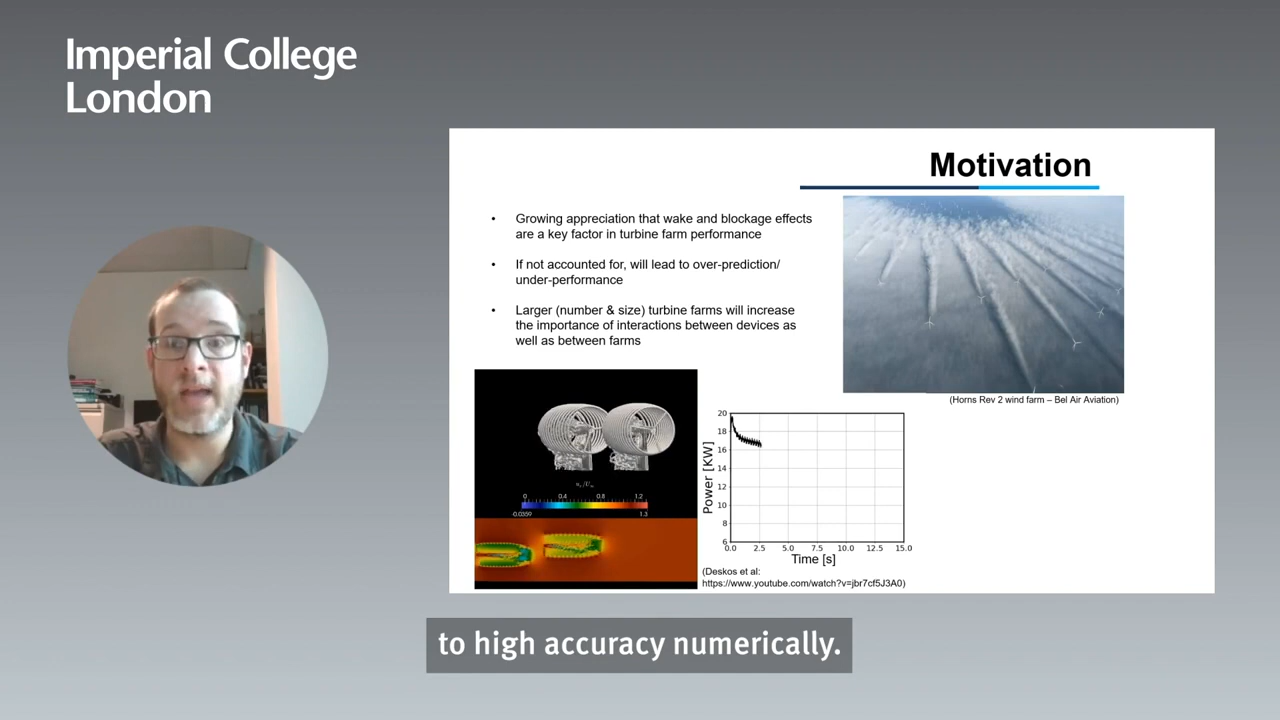 Imperial College
London
Motivation
• Growing appreciation that wake and blockage effects
are a key factor in turbine farm performance
• If not accounted for, will lead to over-prediction/
under-performance
• Larger (number & size) turbine farms will increase
the importance of interactions between devices as
well as between farms
(Horns Rev 2 wind farm – Bel Air Aviation)
0 0.4 0.8 1.2
-0.0359 1.3
Power [KW]
20
18
16
14
12
10
8
6
0.0 2.5 5.0 7.5 10.0 12.5 15.0
Time [s]
(Deskos et al:
https://www.youtube.com/watch?v=jbr7cf5J3A0)
to high accuracy numerically.